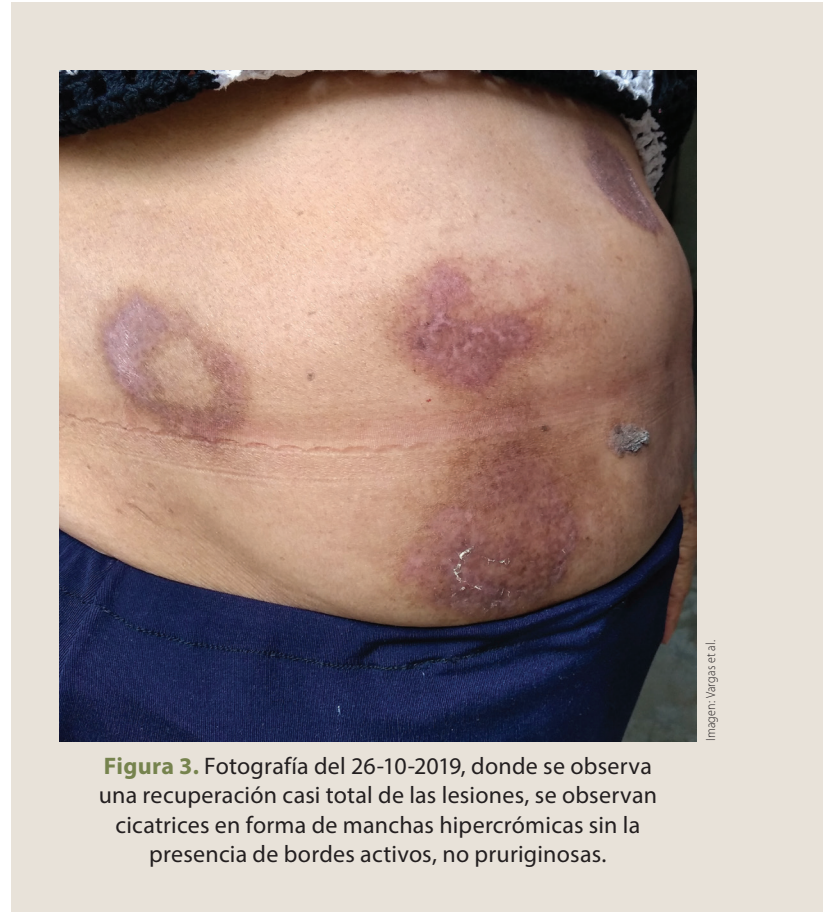 Imagen: Vargas et al.
Figura 3. Fotografía del 26-10-2019, donde se observa
una recuperación casi total de las lesiones, se observan
cicatrices en forma de manchas hipercrómicas sin la
presencia de bordes activos, no pruriginosas.